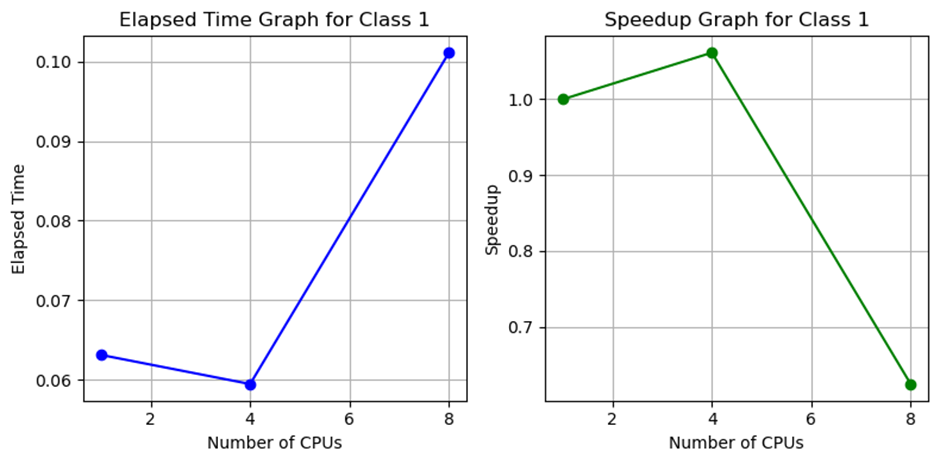 Elapsed Time Graph for Class 1
0.10
0.09
0.08
0.07
0.06
Elapsed Time
2 4 6 8
Number of CPUs
Speedup Graph for Class 1
1.0
0.9
0.8
0.7
Speedup
2 4 6 8
Number of CPUs